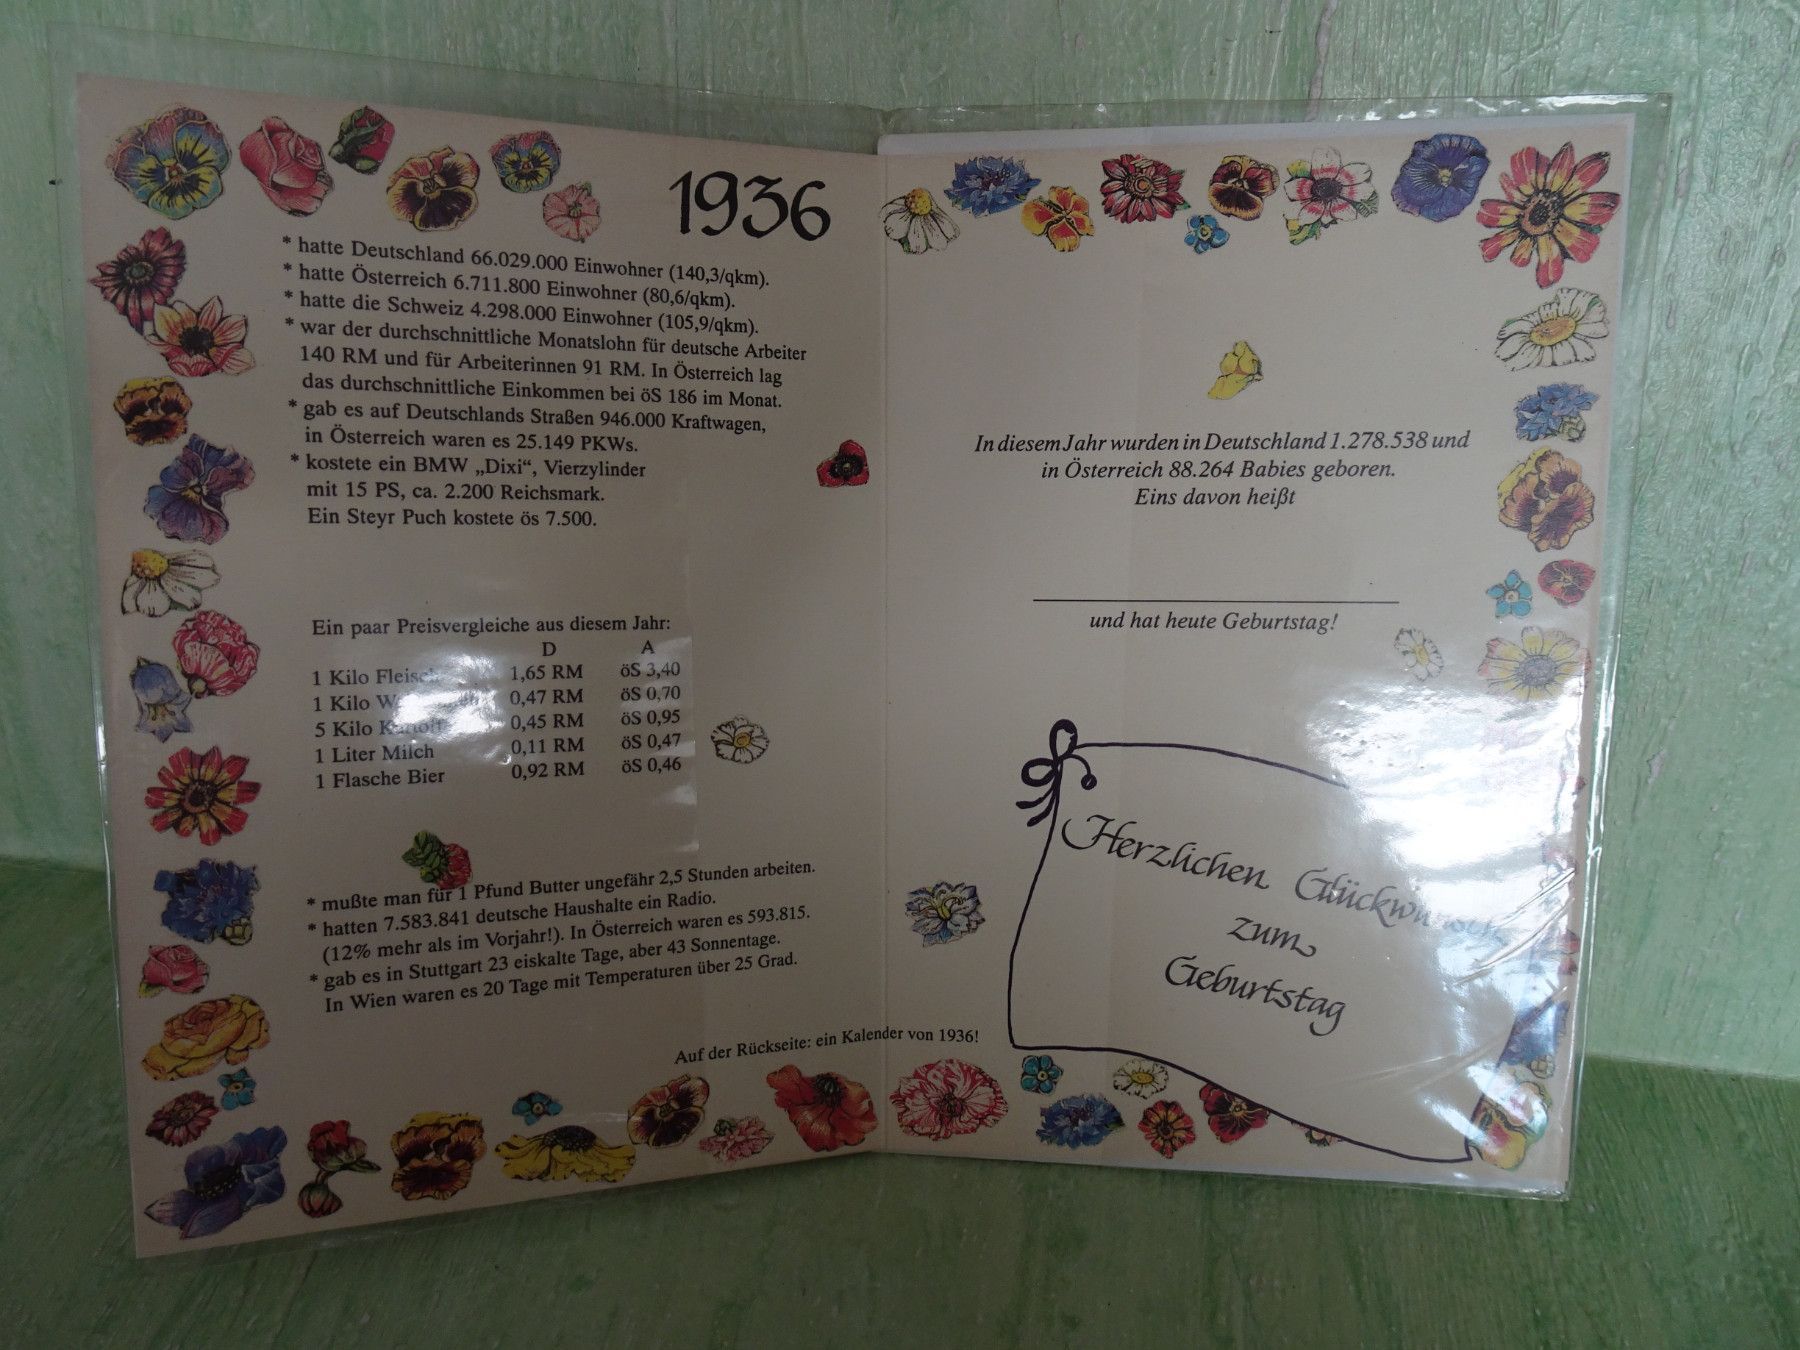 1936
* hatte Deutschland 66.029.000 Einwohner (140,3/qkm).
* hatte Österreich 6.711.800 Einwohner (80,6/qkm).
* hatte die Schweiz 4.298.000 Einwohner (105,9/qkm).
* war der durchschnittliche Monatslohn für deutsche Arbeiter
140 RM und für Arbeiterinnen 91 RM. In Österreich lag
das durchschnittliche Einkommen bei öS 186 im Monat.
* gab es auf Deutschlands Straßen 946.000 Kraftwagen,
in Österreich waren es 25.149 PKWs.
* kostete ein BMW „Dixi“, Vierzylinder
mit 15 PS, ca. 2.200 Reichsmark.
Ein Steyr Puch kostete ös 7.500.
Ein paar Preisvergleiche aus diesem Jahr:
D A
1 Kilo Fleisch 1,65 RM öS 3,40
1 Kilo 0,47 RM öS 0,70
5 Kilo 0,45 RM öS 0,95
1 Liter Milch 0,11 RM öS 0,47
1 Flasche Bier 0,92 RM öS 0,46
* mußte man für 1 Pfund Butter ungefähr 2,5 Stunden arbeiten.
* hatten 7.583.841 deutsche Haushalte ein Radio.
(12% mehr als im Vorjahr!). In Österreich waren es 593.815.
* gab es in Stuttgart 23 eiskalte Tage, aber 43 Sonnentage.
In Wien waren es 20 Tage mit Temperaturen über 25 Grad.
Auf der Rückseite: ein Kalender von 1936!
In diesem Jahr wurden in Deutschland 1.278.538 und
in Österreich 88.264 Babies geboren.
Eins davon heißt
und hat heute Geburtstag!
Herzlichen Glückwunsch
zum
Geburtstag